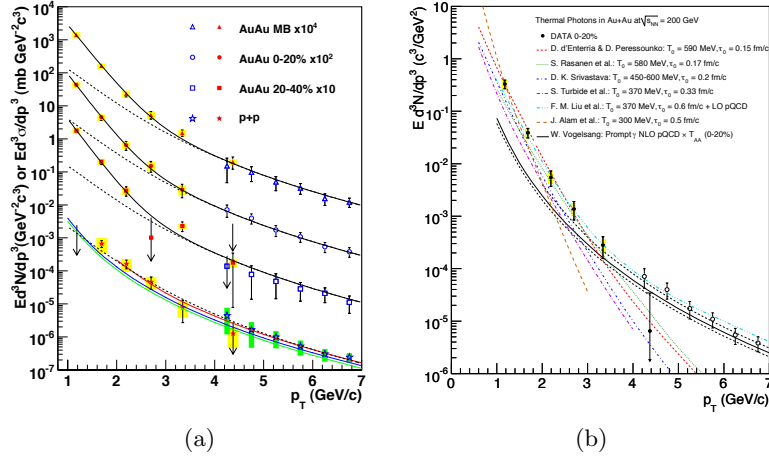 Ed³N/dp³(GeV⁻²c³) or Ed³σ/dp³ (mb GeV⁻²c³)
10⁴
10³
10²
10
1
10⁻¹
10⁻²
10⁻³
10⁻⁴
10⁻⁵
10⁻⁶
10⁻⁷
AuAu MB x10⁴
AuAu 0-20% x10²
AuAu 20-40% x10
p+p
1 2 3 4 5 6 7
p_T (GeV/c)
(a)
E d³N/dp³ (c³/GeV²)
10²
10
1
10⁻¹
10⁻²
10⁻³
10⁻⁴
10⁻⁵
10⁻⁶
Thermal Photons in Au+Au at √s_NN = 200 GeV
DATA 0-20%
D. d'Enterria & D. Peressounko: T₀ = 590 MeV, τ₀ = 0.15 fm/c
S. Rasanen et al.: T₀ = 580 MeV, τ₀ = 0.17 fm/c
D. K. Srivastava: T₀ = 450-600 MeV, τ₀ = 0.2 fm/c
S. Turbide et al.: T₀ = 370 MeV, τ₀ = 0.33 fm/c
F. M. Liu et al.: T₀ = 370 MeV, τ₀ = 0.6 fm/c + LO pQCD
J. Alam et al.: T₀ = 300 MeV, τ₀ = 0.5 fm/c
W. Vogelsang: Prompt γ NLO pQCD × T_AA (0-20%)
0 1 2 3 4 5 6 7
p_T (GeV/c)
(b)